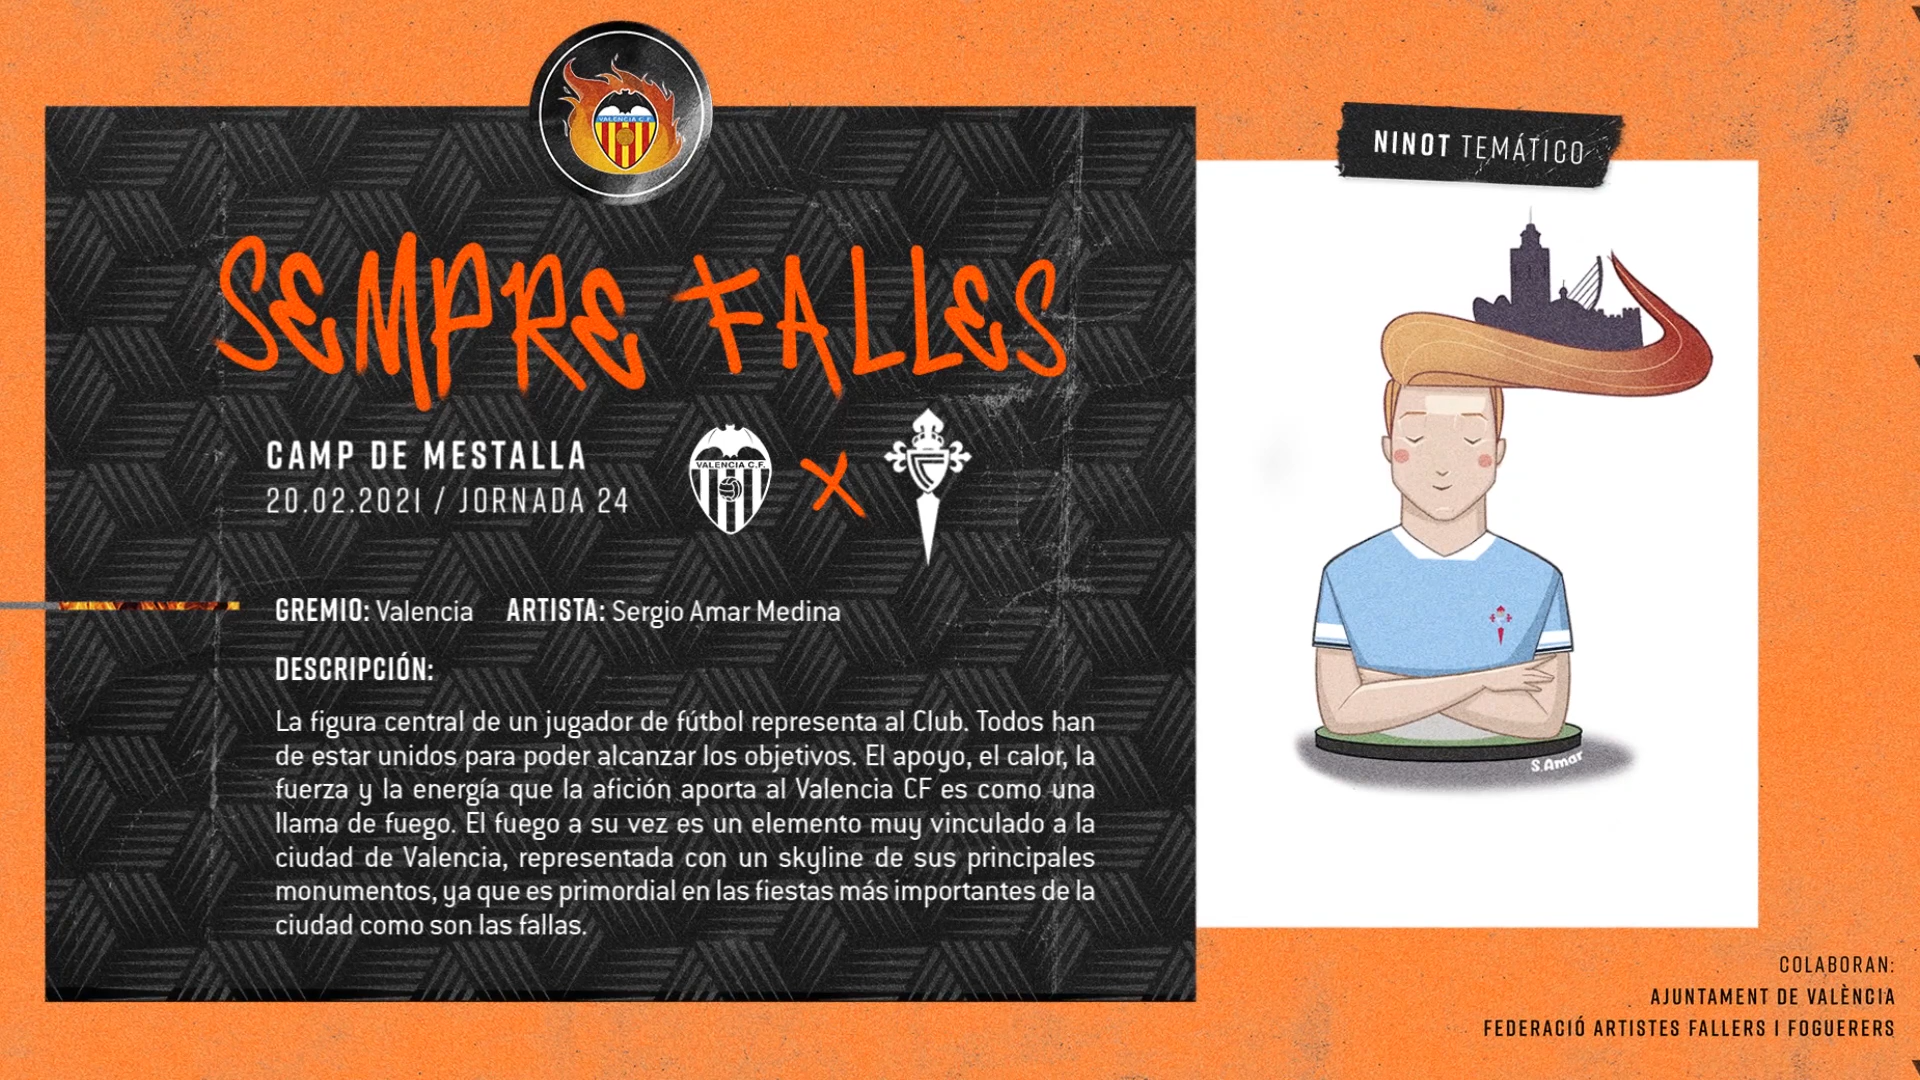 VALENCIA C.F.
SEMPRE FALLES
CAMP DE MESTALLA
20.02.2021 / JORNADA 24
VALENCIA C.F.
X
GREMIO: Valencia ARTISTA: Sergio Amar Medina
DESCRIPCIÓN:
La figura central de un jugador de fútbol representa al Club. Todos han
de estar unidos para poder alcanzar los objetivos. El apoyo, el calor, la
fuerza y la energía que la afición aporta al Valencia CF es como una
llama de fuego. El fuego a su vez es un elemento muy vinculado a la
ciudad de Valencia, representada con un skyline de sus principales
monumentos, ya que es primordial en las fiestas más importantes de la
ciudad como son las fallas.
NINOT TEMÁTICO
S.Amar
COLABORAN:
AJUNTAMENT DE VALÈNCIA
FEDERACIÓ ARTISTES FALLERS I FOGUERERS